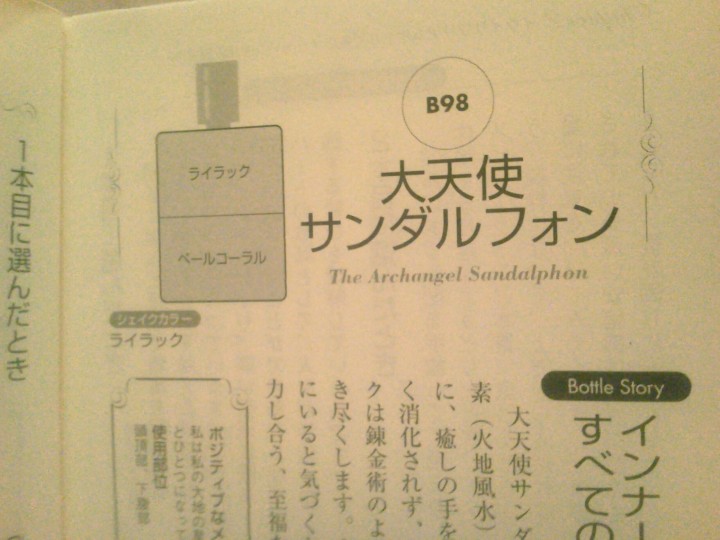 1本目に選んだとき
B98
大天使
サンダルフォン
The Archangel Sandalphon
ライラック
ペールコーラル
シェイクカラー
ライラック
Bottle Story
インナー
すべての
大天使サンダ
素（火地風水）
に、癒しの手を
く消化されず、
クは錬金術のよ
き尽くします。
にいると気づく
力し合う、至福
ポジティブなメ
私は私の大地の
とひとつになって
使用部位
頭頂部、下腹部